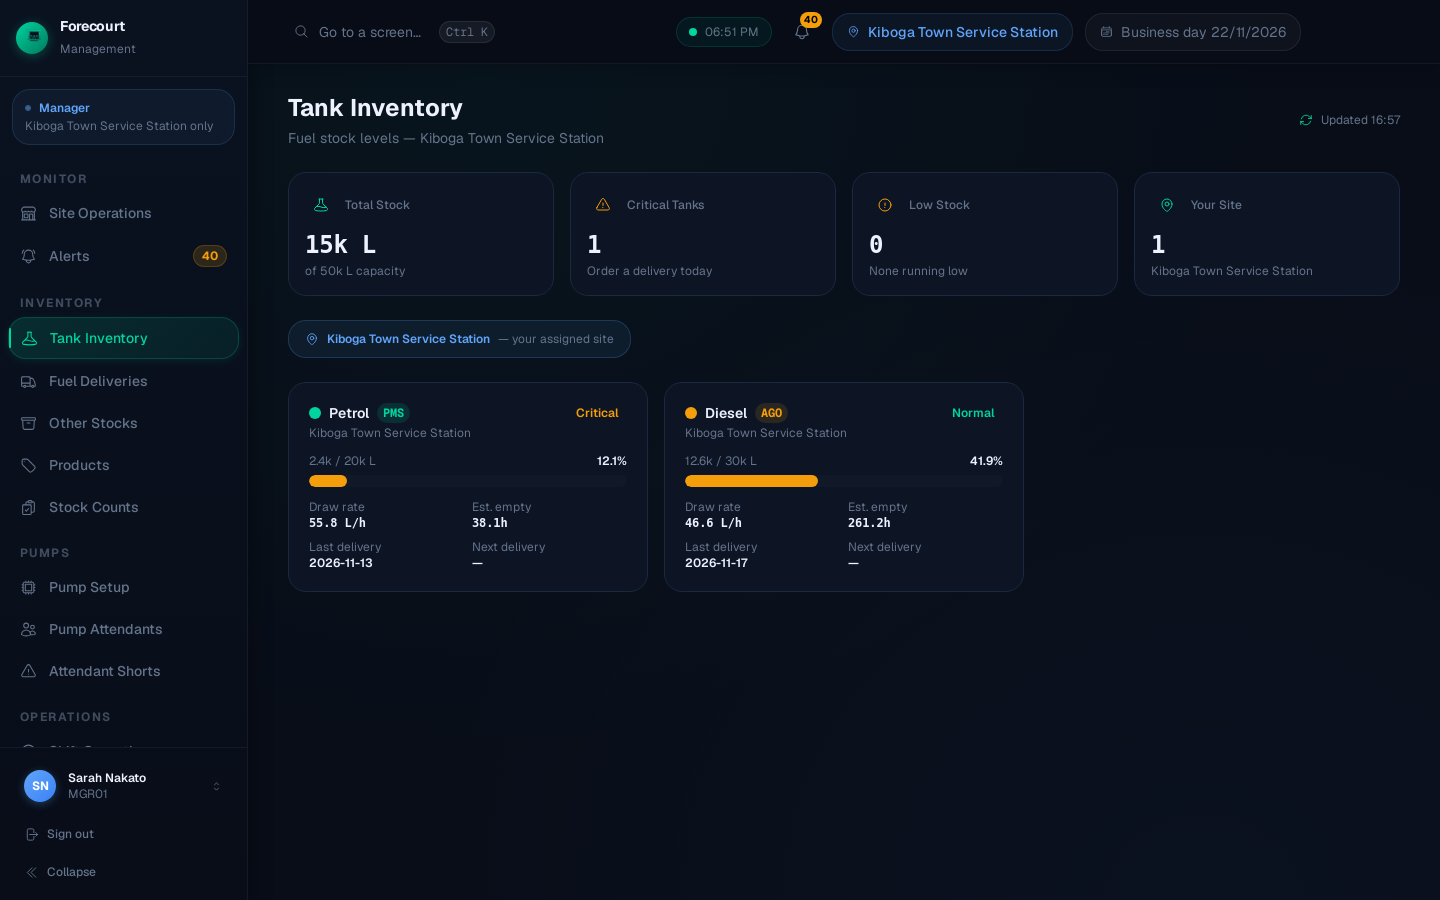 Forecourt
Management
Manager
Kiboga Town Service Station only
MONITOR
Site Operations
Alerts
40
INVENTORY
Tank Inventory
Fuel Deliveries
Other Stocks
Products
Stock Counts
PUMPS
Pump Setup
Pump Attendants
Attendant Shorts
OPERATIONS
SN
Sarah Nakato
MGR01
Sign out
Collapse
Go to a screen...
Ctrl K
06:51 PM
40
Kiboga Town Service Station
Business day 22/11/2026
Tank Inventory
Fuel stock levels — Kiboga Town Service Station
Updated 16:57
Total Stock
15k L
of 50k L capacity
Critical Tanks
1
Order a delivery today
Low Stock
0
None running low
Your Site
1
Kiboga Town Service Station
Kiboga Town Service Station — your assigned site
Petrol PMS Critical
Kiboga Town Service Station
2.4k / 20k L 12.1%
Draw rate Est. empty
55.8 L/h 38.1h
Last delivery Next delivery
2026-11-13 —
Diesel AGO Normal
Kiboga Town Service Station
12.6k / 30k L 41.9%
Draw rate Est. empty
46.6 L/h 261.2h
Last delivery Next delivery
2026-11-17 —